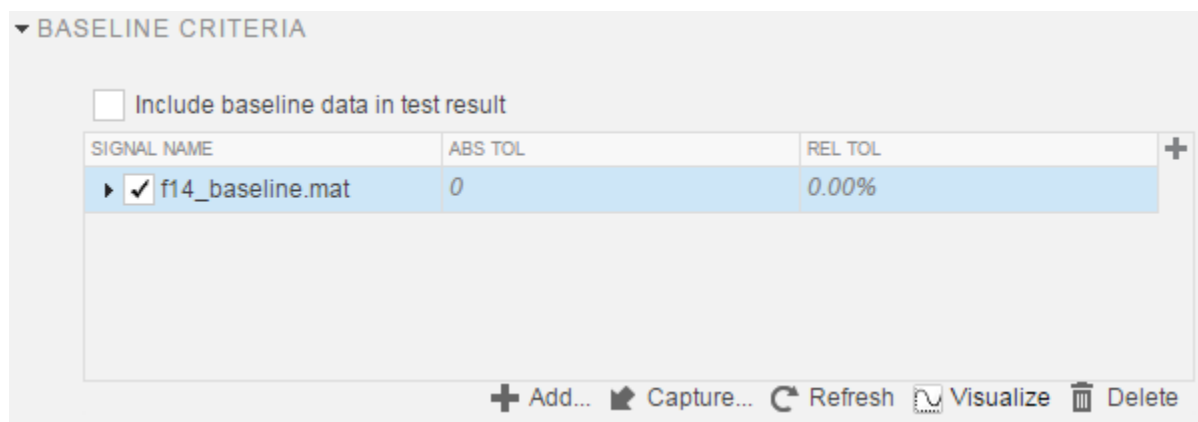 BASELINE CRITERIA
Include baseline data in test result
SIGNAL NAME ABS TOL REL TOL
f14_baseline.mat 0 0.00%
Add... Capture... Refresh Visualize Delete